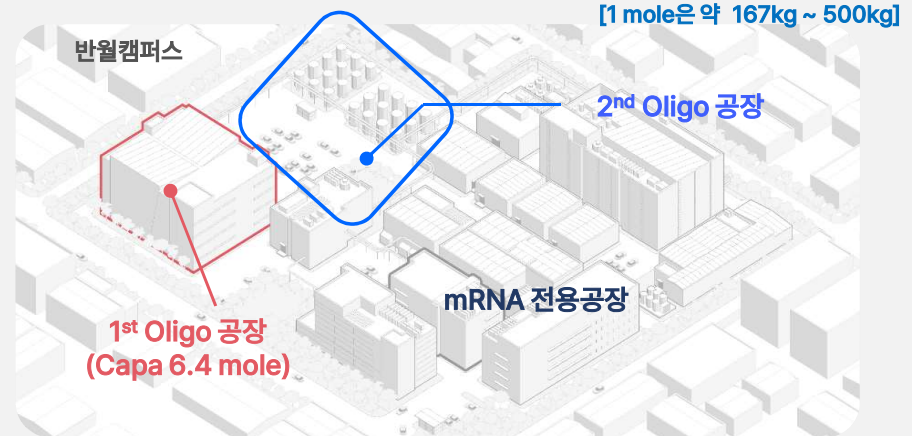 [1 mole은 약 167kg ~ 500kg]
반월캠퍼스
2nd Oligo 공장
mRNA 전용공장
1st Oligo 공장
(Capa 6.4 mole)